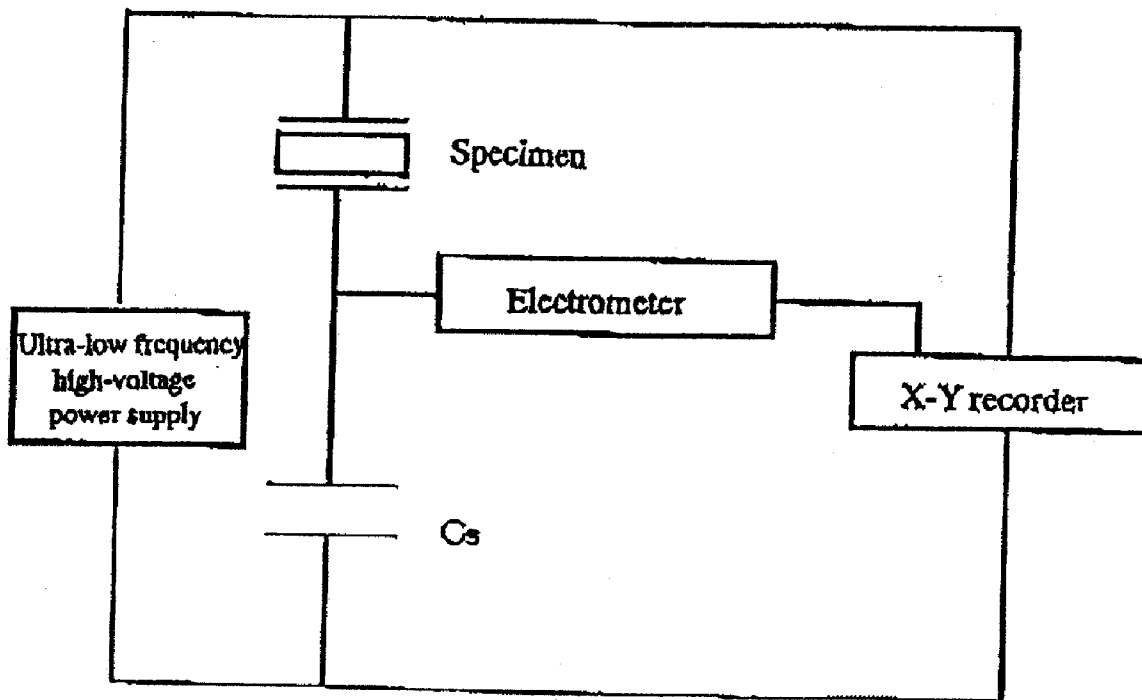 Specimen
Electrometer
Ultra-low frequency
high-voltage
power supply
X-Y recorder
Cs